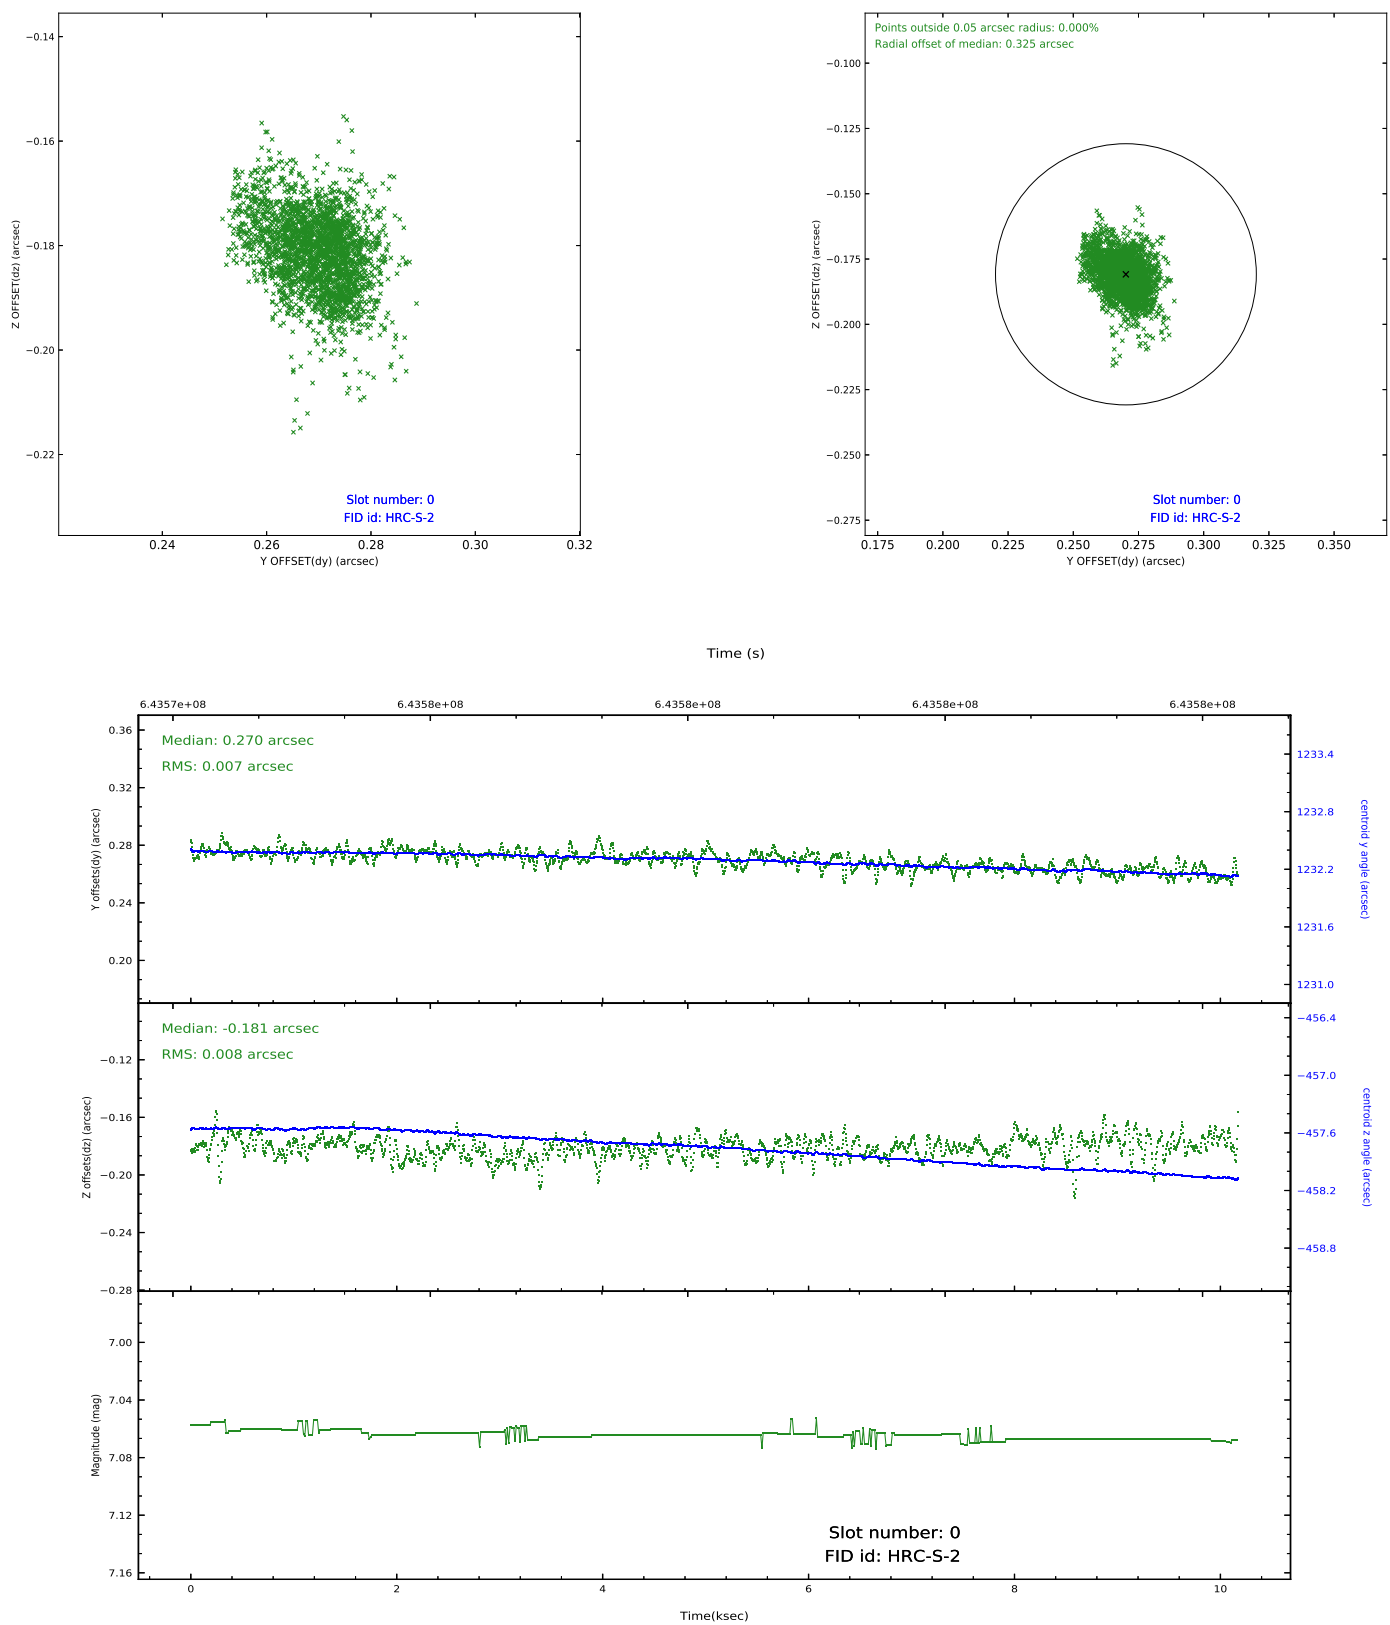 −0.14
−0.16
−0.18
−0.20
−0.22
Z OFFSET(dz) (arcsec)
Slot number: 0
FID id: HRC-S-2
0.24 0.26 0.28 0.30 0.32
Y OFFSET(dy) (arcsec)
Points outside 0.05 arcsec radius: 0.000%
Radial offset of median: 0.325 arcsec
−0.100
−0.125
−0.150
−0.175
−0.200
−0.225
−0.250
−0.275
Z OFFSET(dz) (arcsec)
Slot number: 0
FID id: HRC-S-2
0.175 0.200 0.225 0.250 0.275 0.300 0.325 0.350
Y OFFSET(dy) (arcsec)
Time (s)
6.4357e+08 6.4358e+08 6.4358e+08 6.4358e+08 6.4358e+08
Median: 0.270 arcsec
RMS: 0.007 arcsec
0.36
0.32
0.28
0.24
0.20
Y offsets(dy) (arcsec)
1233.4
1232.8
1232.2
1231.6
1231.0
centroid y angle (arcsec)
Median: -0.181 arcsec
RMS: 0.008 arcsec
−0.12
−0.16
−0.20
−0.24
−0.28
Z offsets(dz) (arcsec)
−456.4
−457.0
−457.6
−458.2
−458.8
centroid z angle (arcsec)
7.00
7.04
7.08
7.12
7.16
Magnitude (mag)
Slot number: 0
FID id: HRC-S-2
0 2 4 6 8 10
Time(ksec)